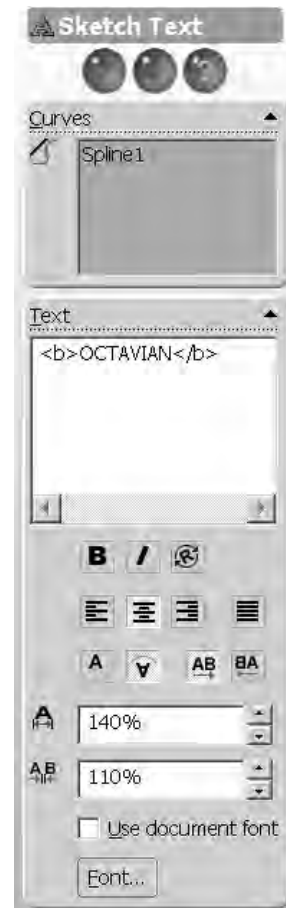 Sketch Text
Curves
Spline1
Text
<b>OCTAVIAN</b>
B I R
A A AB BA
A 140%
AB 110%
Use document font
Font...